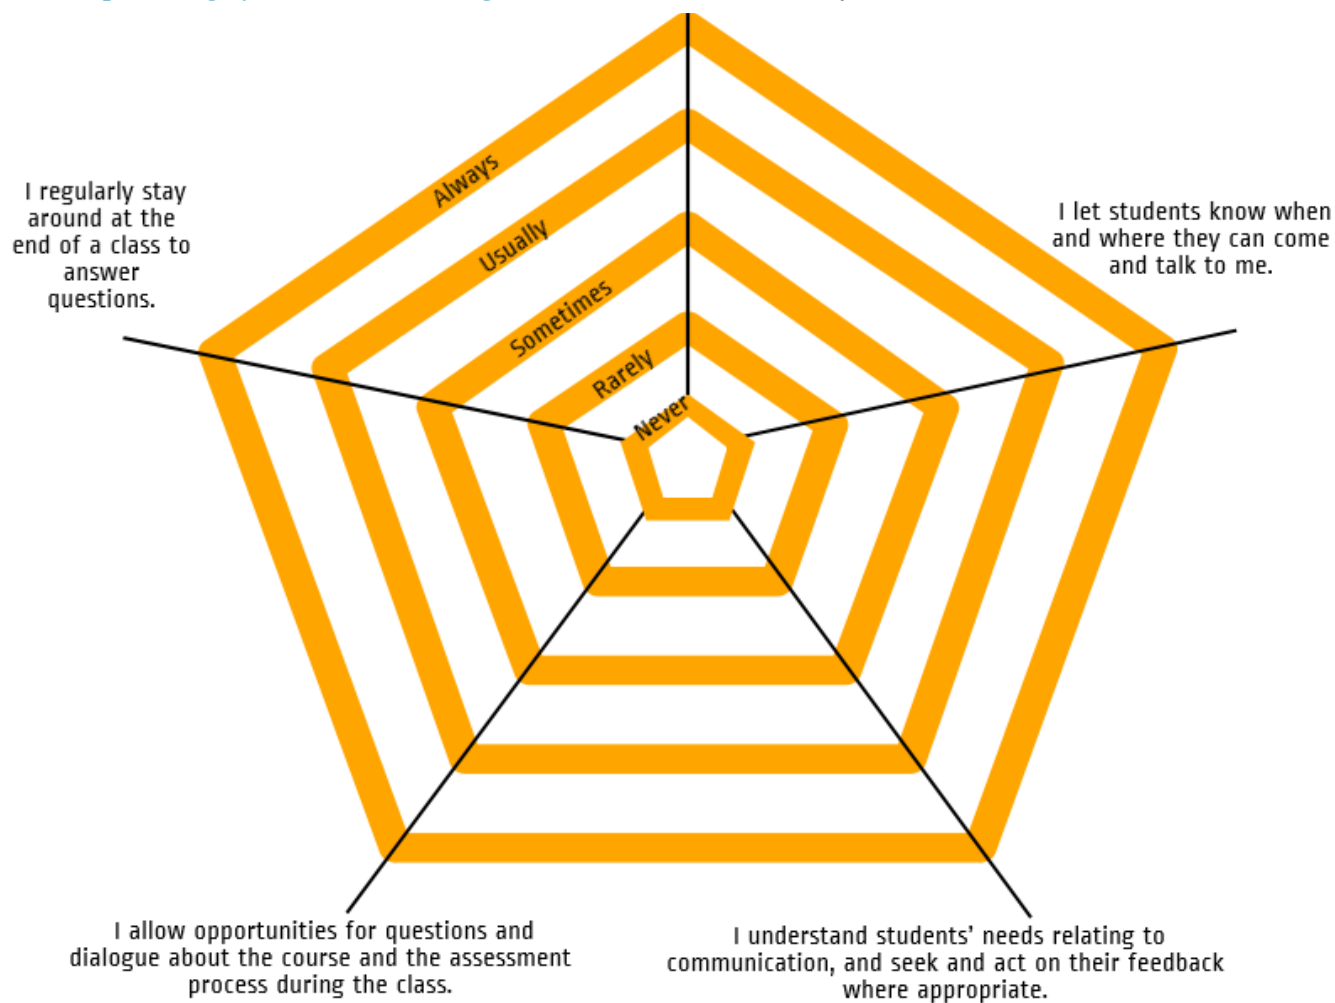 Always
Usually
Sometimes
Rarely
Never
I regularly stay
around at the
end of a class to
answer
questions.
I let students know when
and where they can come
and talk to me.
I allow opportunities for questions and
dialogue about the course and the assessment
process during the class.
I understand students’ needs relating to
communication, and seek and act on their feedback
where appropriate.